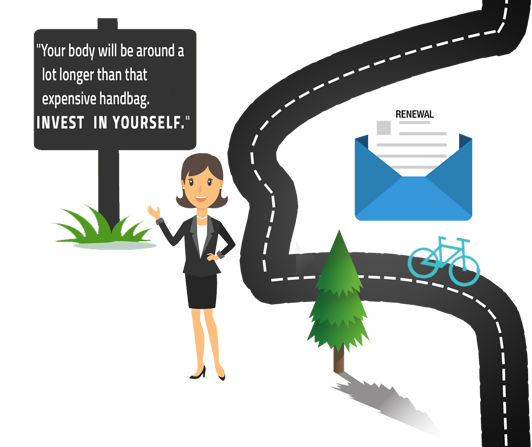 "Your body will be around a
lot longer than that
expensive handbag.
INVEST IN YOURSELF."
RENEWAL